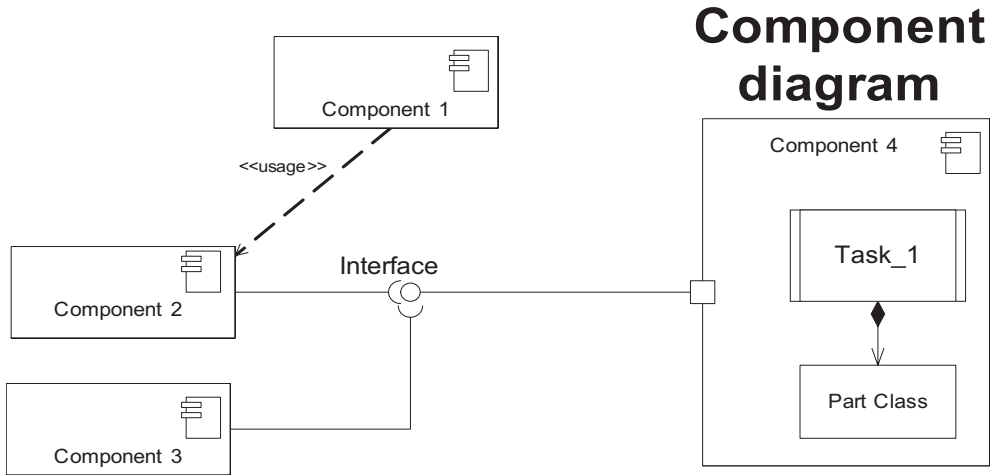 Component
diagram
Component 1
Component 4
<<usage>>
Task_1
Interface
Component 2
Part Class
Component 3